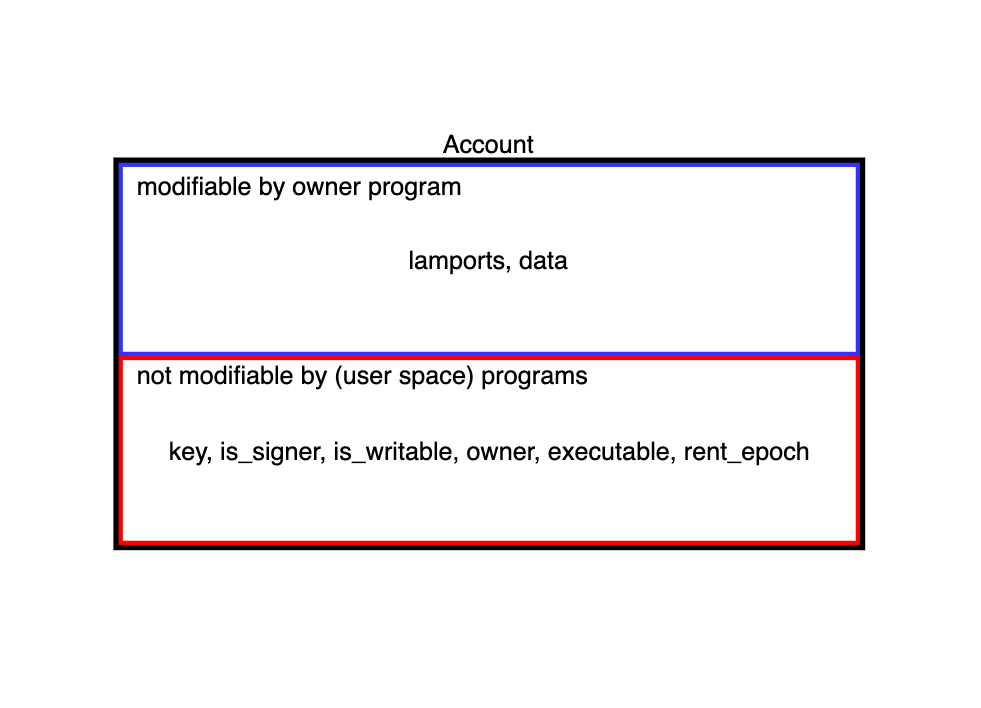 Account
modifiable by owner program
lamports, data
not modifiable by (user space) programs
key, is_signer, is_writable, owner, executable, rent_epoch